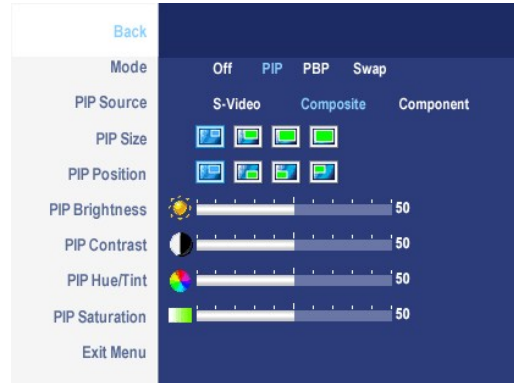 Back
Mode Off PIP PBP Swap
PIP Source S-Video Composite Component
PIP Size
PIP Position
PIP Brightness 50
PIP Contrast 50
PIP Hue/Tint 50
PIP Saturation 50
Exit Menu